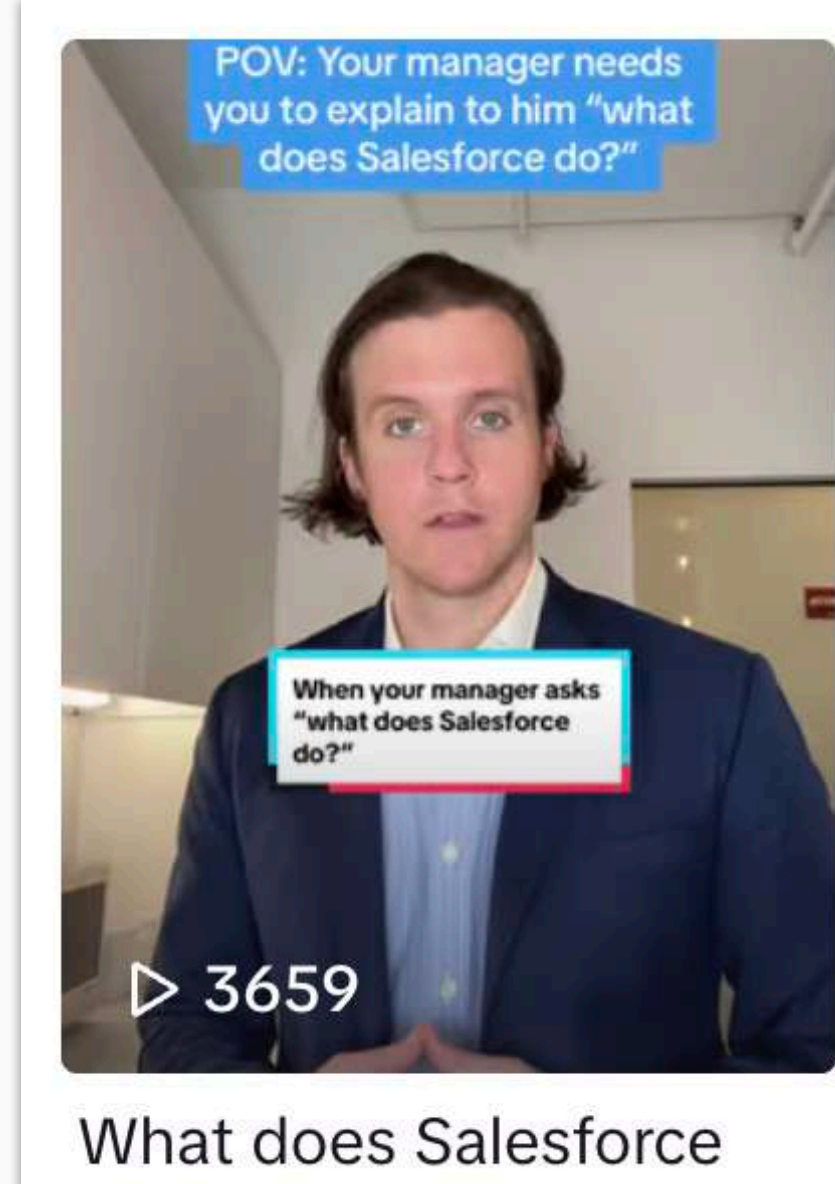 POV: Your manager needs
you to explain to him “what
does Salesforce do?”
When your manager asks
“what does Salesforce
do?”
3659
What does Salesforce